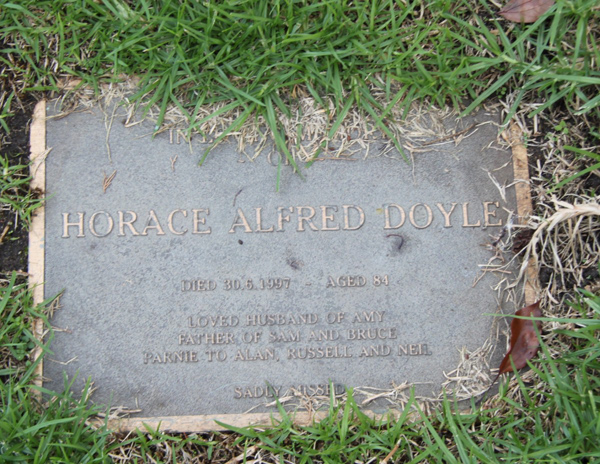 HORACE ALFRED DOYLE
DIED 30.6.1997 - AGED 84
LOVED HUSBAND OF AMY
FATHER OF SAM AND BRUCE
PARNIE TO ALAN, RUSSELL AND NEIL
SADLY MISSED